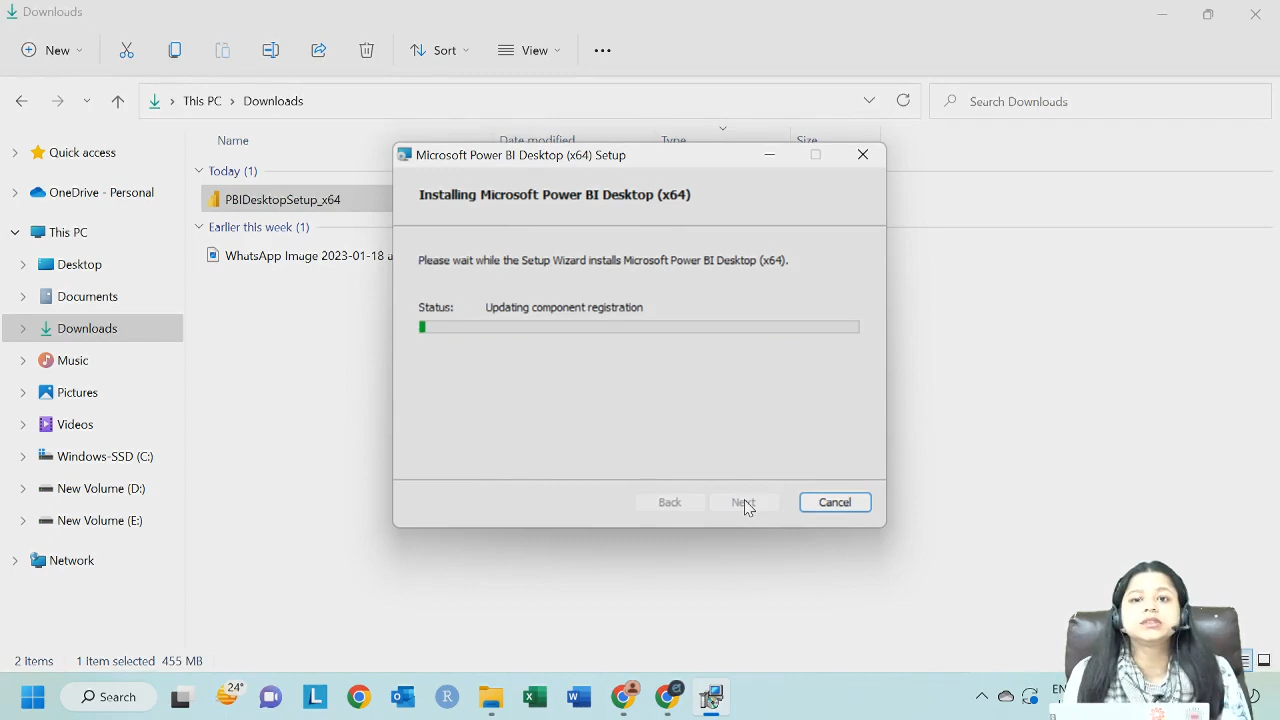 Downloads
New
Sort
View
This PC
Downloads
Search Downloads
Name
Date modified
Type
Size
Quick access
OneDrive - Personal
This PC
Desktop
Documents
Downloads
Music
Pictures
Videos
Windows-SSD (C:)
New Volume (D:)
New Volume (E:)
Network
Today (1)
PBIDesktopSetup_x64
Earlier this week (1)
WhatsApp Image 2023-01-18 a
Microsoft Power BI Desktop (x64) Setup
Installing Microsoft Power BI Desktop (x64)
Please wait while the Setup Wizard installs Microsoft Power BI Desktop (x64).
Status: Updating component registration
Back
Next
Cancel
2 Items
1 Item selected 455 MB
24°
Search